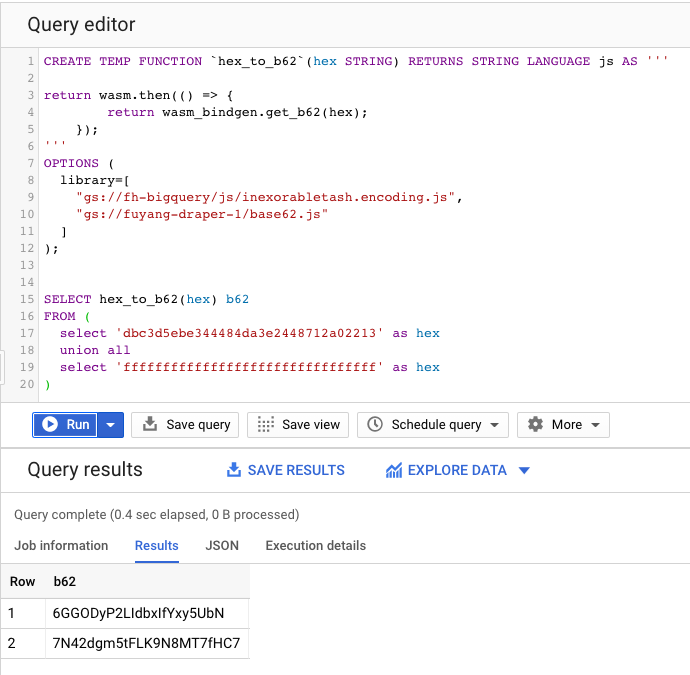 Query editor
1 CREATE TEMP FUNCTION `hex_to_b62`(hex STRING) RETURNS STRING LANGUAGE js AS '''
2
3 return wasm.then(() => {
4 return wasm_bindgen.get_b62(hex);
5 });
6 '''
7 OPTIONS (
8 library=[
9 "gs://fh-bigquery/js/inexorabletash.encoding.js",
10 "gs://fuyang-draper-1/base62.js"
11 ]
12 );
13
14
15 SELECT hex_to_b62(hex) b62
16 FROM (
17 select 'dbc3d5ebe344484da3e2448712a02213' as hex
18 union all
19 select 'ffffffffffffffffffffffffffffffff' as hex
20 )
Run Save query Save view Schedule query More
Query results SAVE RESULTS EXPLORE DATA
Query complete (0.4 sec elapsed, 0 B processed)
Job information Results JSON Execution details
Row b62
1 6GGODyP2LIdbxIfYxy5UbN
2 7N42dgm5tFLK9N8MT7fHC7